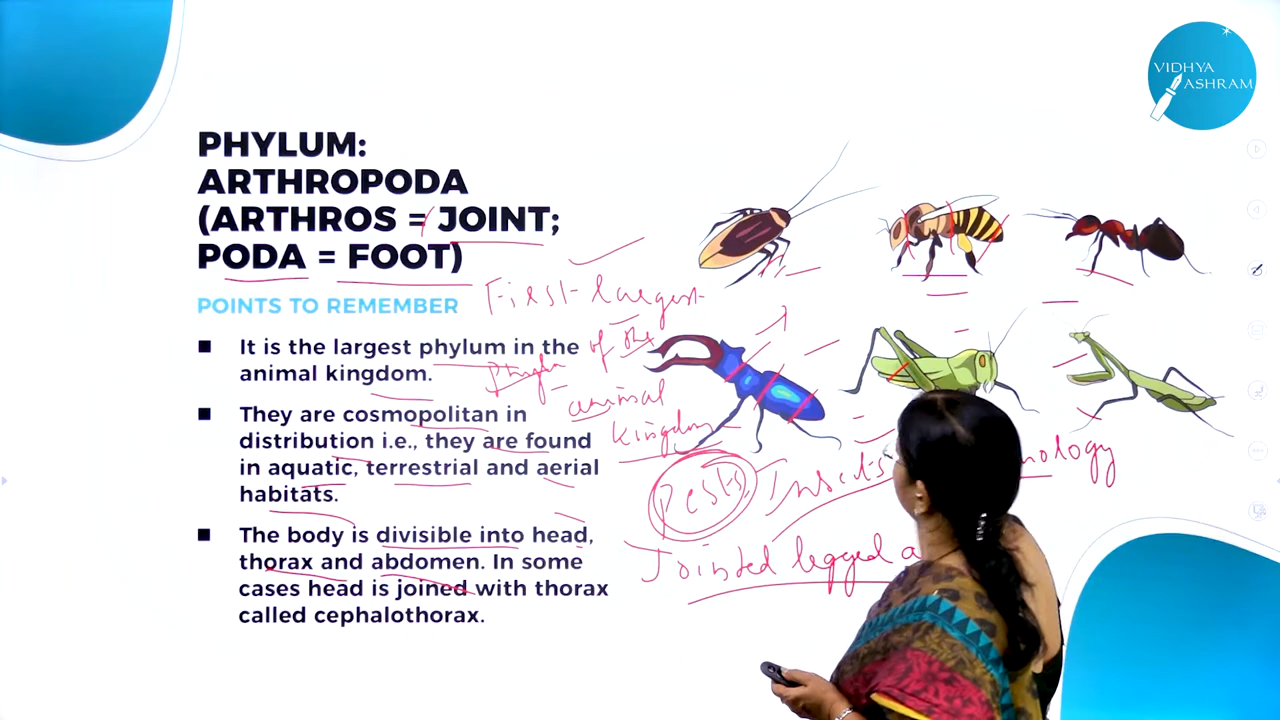 VIDHYA
ASHRAM
PHYLUM:
ARTHROPODA
(ARTHROS = JOINT;
PODA = FOOT)
POINTS TO REMEMBER
■ It is the largest phylum in the
animal kingdom.
■ They are cosmopolitan in
distribution i.e., they are found
in aquatic, terrestrial and aerial
habitats.
■ The body is divisible into head,
thorax and abdomen. In some
cases head is joined with thorax
called cephalothorax.
First largest
of the
animal
kingdom
Pests Insects
Jointed legged